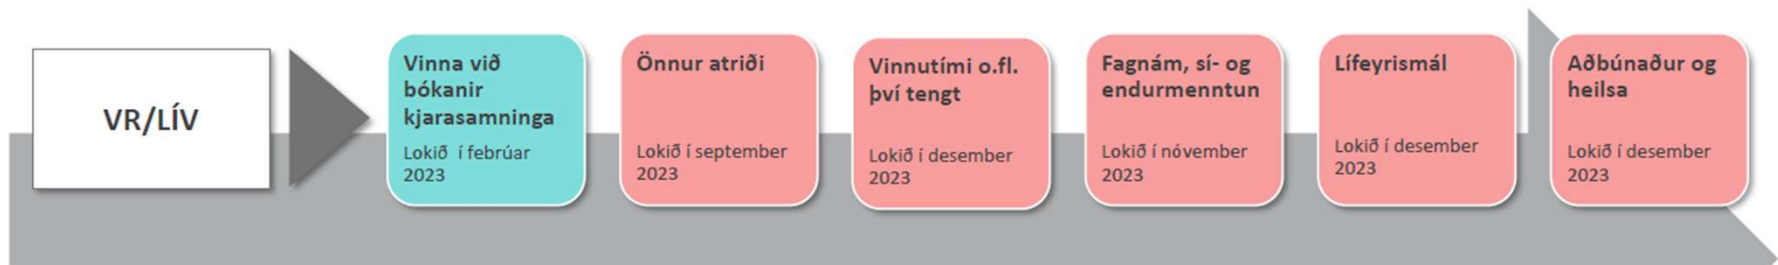 VR/LÍV
Vinna við
bókanir
kjarasamninga
Lokið í febrúar
2023
Önnur atriði
Lokið í september
2023
Vinnutími o.fl.
því tengt
Lokið í desember
2023
Fagnám, sí- og
endurmenntun
Lokið í nóvember
2023
Lífeyrismál
Lokið í desember
2023
Aðbúnaður og
heilsa
Lokið í desember
2023